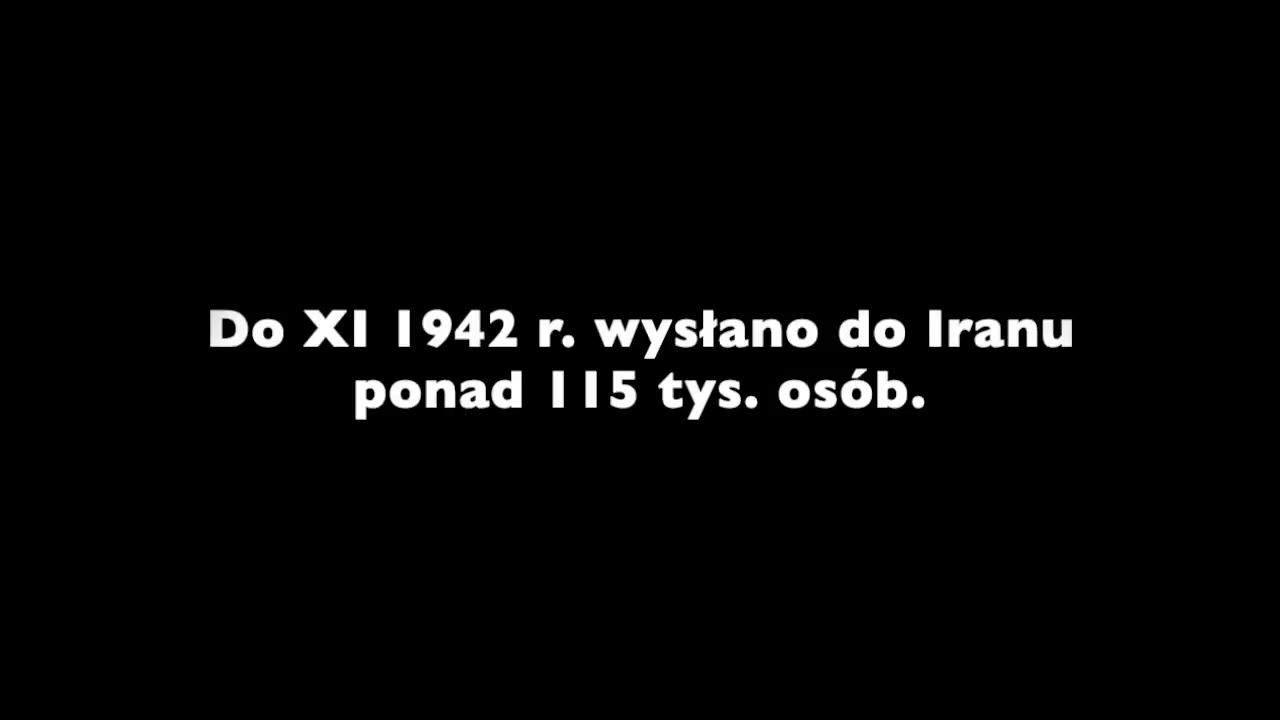 Do XI 1942 r. wysłano do Iranu
ponad 115 tys. osób.